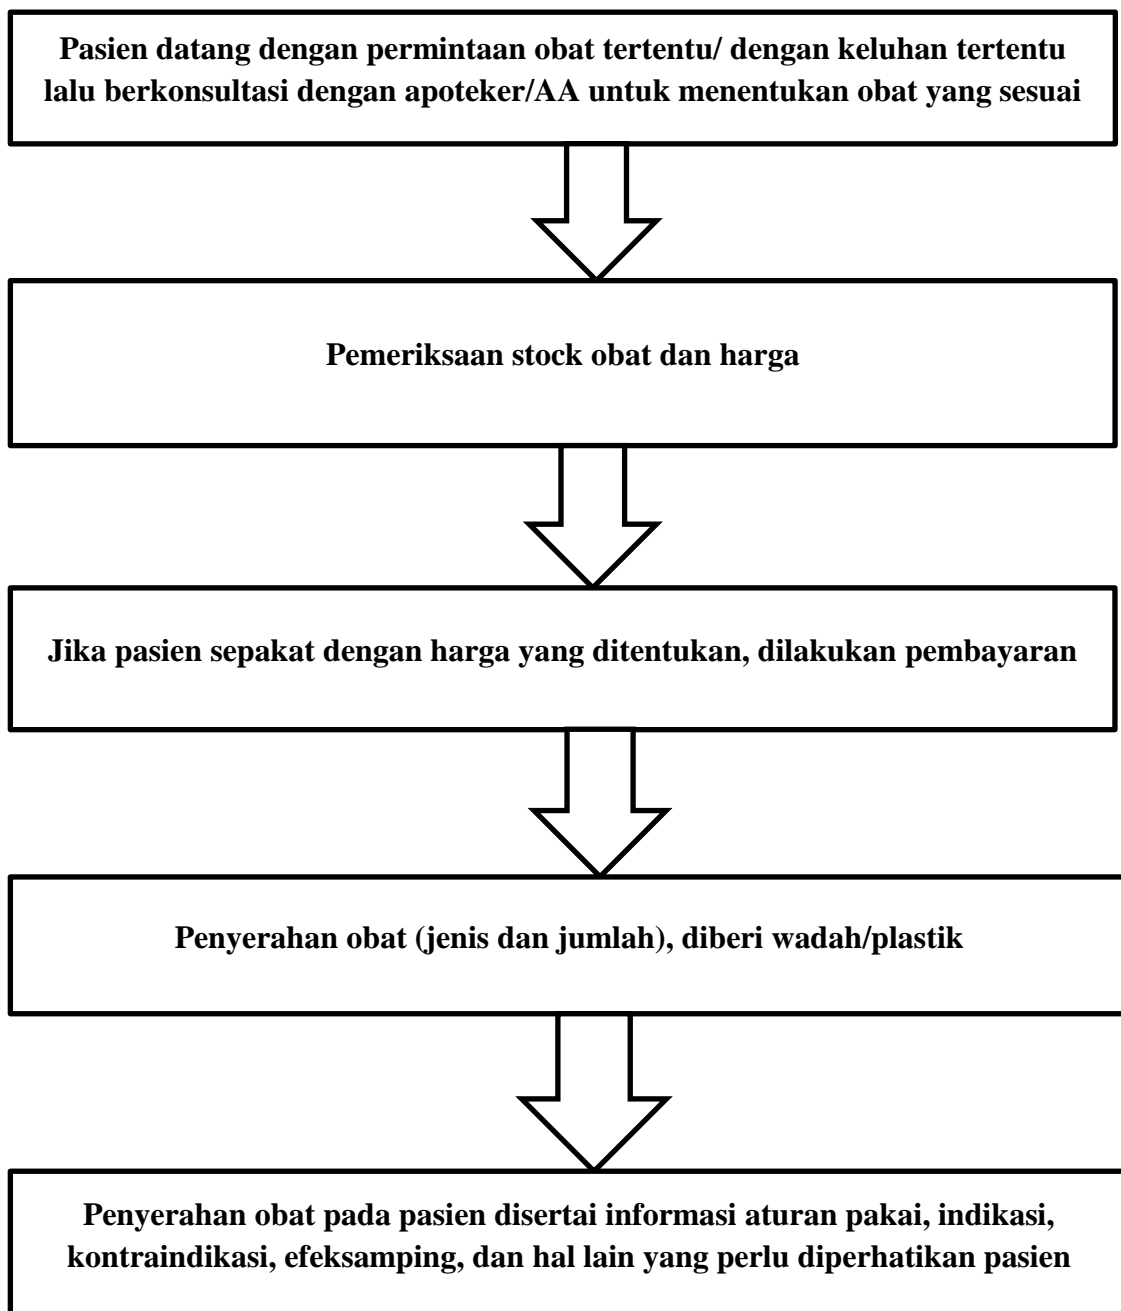 Pasien datang dengan permintaan obat tertentu/ dengan keluhan tertentu
lalu berkonsultasi dengan apoteker/AA untuk menentukan obat yang sesuai
Pemeriksaan stock obat dan harga
Jika pasien sepakat dengan harga yang ditentukan, dilakukan pembayaran
Penyerahan obat (jenis dan jumlah), diberi wadah/plastik
Penyerahan obat pada pasien disertai informasi aturan pakai, indikasi,
kontraindikasi, efeksamping, dan hal lain yang perlu diperhatikan pasien